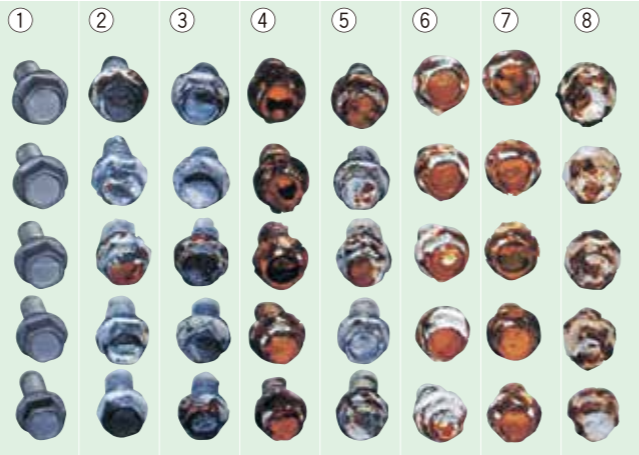 ① ② ③ ④ ⑤ ⑥ ⑦ ⑧